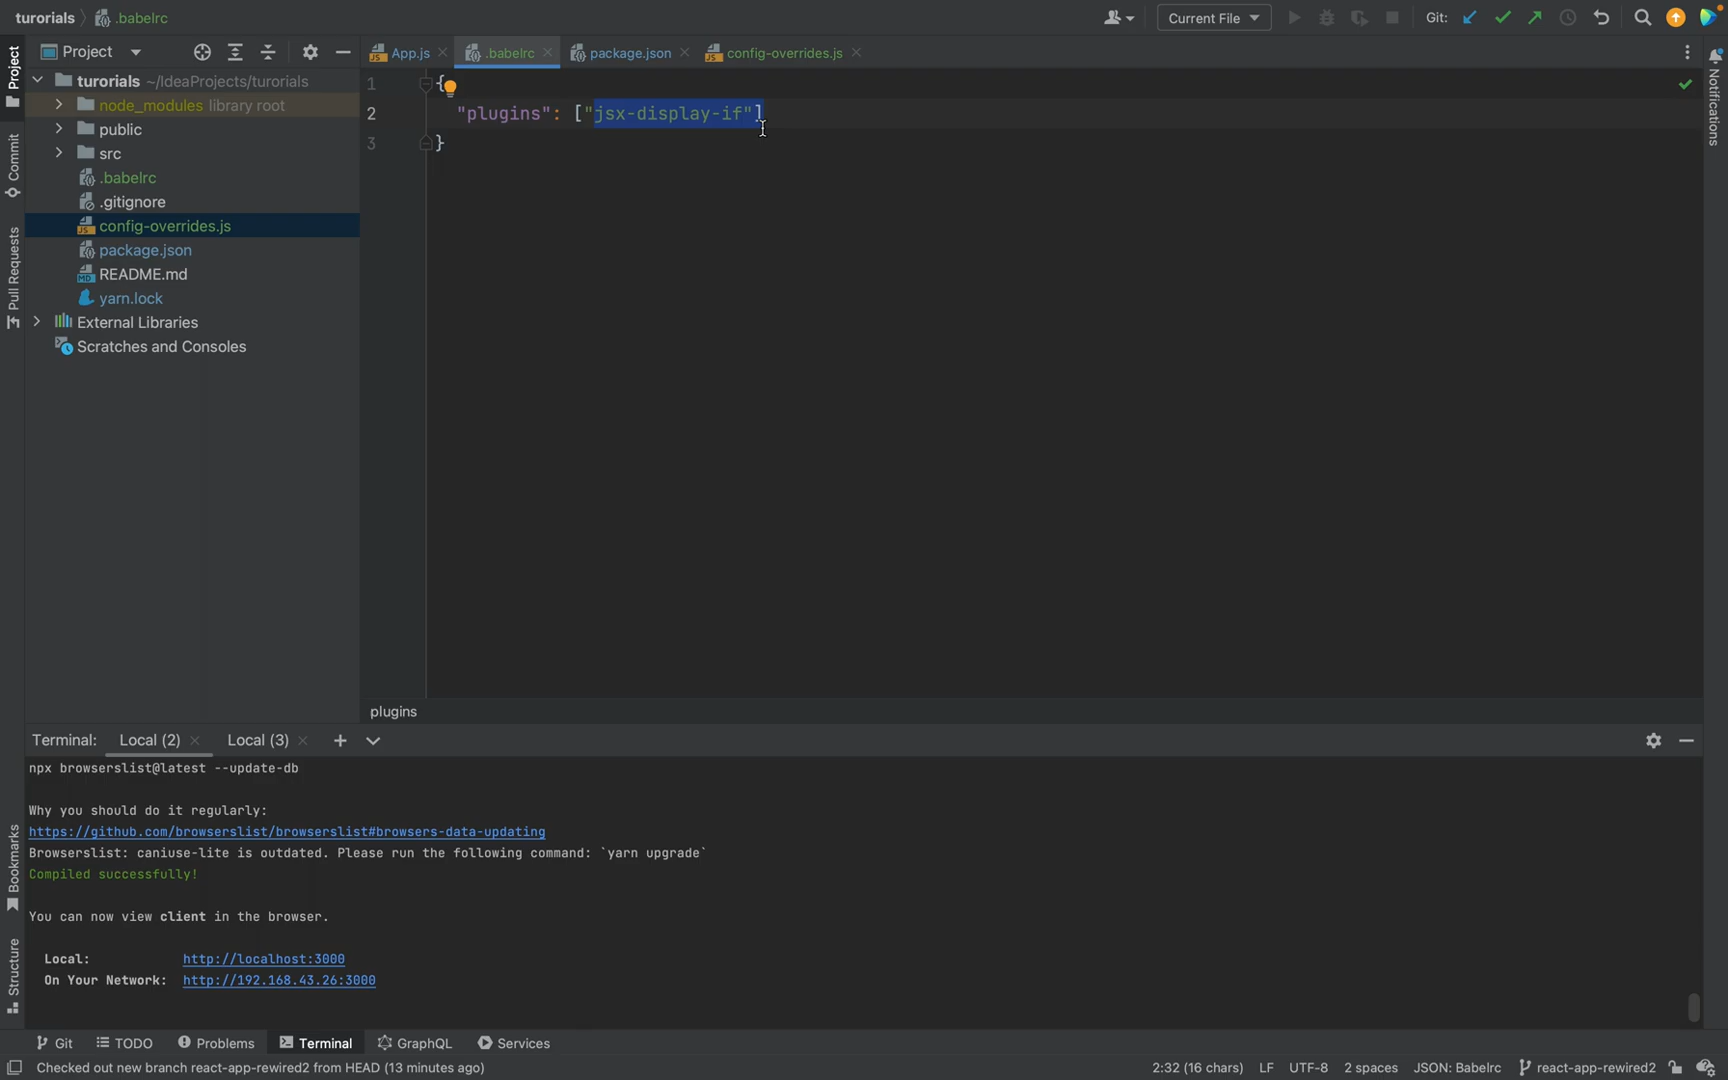 turorials
.babelrc
Current File
Git:
Project
App.js
.babelrc
package.json
config-overrides.js
Project
Commit
Pull Requests
Bookmarks
Structure
Notifications
turorials ~/IdeaProjects/turorials
node_modules library root
public
src
.babelrc
.gitignore
config-overrides.js
package.json
README.md
yarn.lock
External Libraries
Scratches and Consoles
1 {
2 "plugins": ["jsx-display-if"]
3 }
plugins
Terminal: Local (2) Local (3)
npx browserslist@latest --update-db
Why you should do it regularly:
https://github.com/browserslist/browserslist#browsers-data-updating
Browserslist: caniuse-lite is outdated. Please run the following command: `yarn upgrade`
Compiled successfully!
You can now view client in the browser.
Local: http://localhost:3000
On Your Network: http://192.168.43.26:3000
Git TODO Problems Terminal GraphQL Services
Checked out new branch react-app-rewired2 from HEAD (13 minutes ago)
2:32 (16 chars) LF UTF-8 2 spaces JSON: Babelrc react-app-rewired2